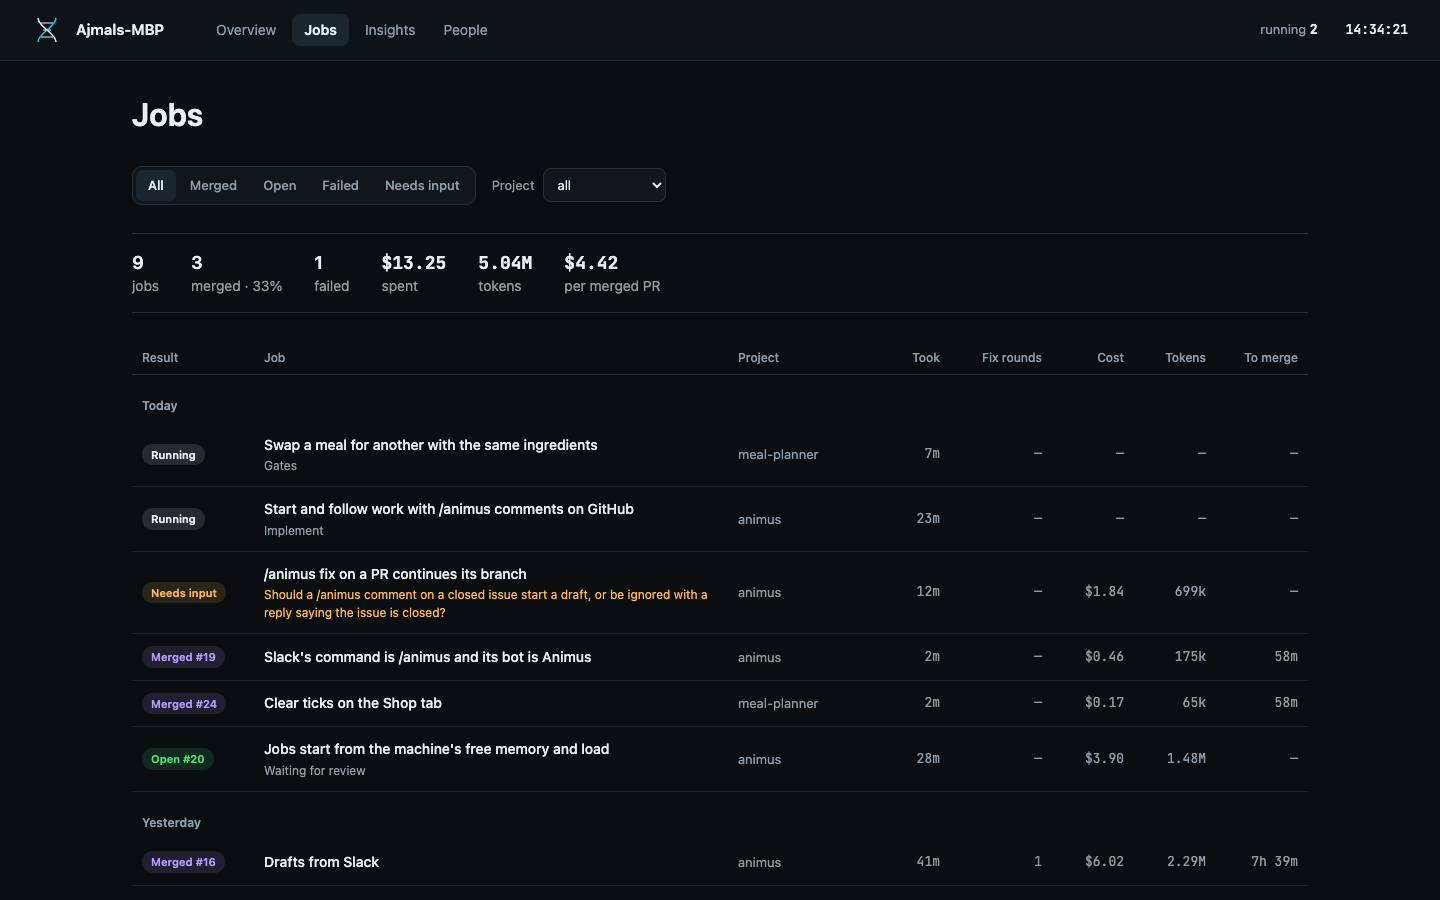 Ajmals-MBP Overview Jobs Insights People running 2 14:34:21
Jobs
All Merged Open Failed Needs input Project all
9 3 1 $13.25 5.04M $4.42
jobs merged · 33% failed spent tokens per merged PR
Result Job Project Took Fix rounds Cost Tokens To merge
Today
Swap a meal for another with the same ingredients
Running meal-planner 7m — — — —
Gates
Start and follow work with /animus comments on GitHub
Running animus 23m — — — —
Implement
/animus fix on a PR continues its branch
Needs input Should a /animus comment on a closed issue start a draft, or be ignored with a animus 12m — $1.84 699k —
reply saying the issue is closed?
Merged #19 Slack's command is /animus and its bot is Animus animus 2m — $0.46 175k 58m
Merged #24 Clear ticks on the Shop tab meal-planner 2m — $0.17 65k 58m
Jobs start from the machine's free memory and load
Open #20 animus 28m — $3.90 1.48M —
Waiting for review
Yesterday
Merged #16 Drafts from Slack animus 41m 1 $6.02 2.29M 7h 39m